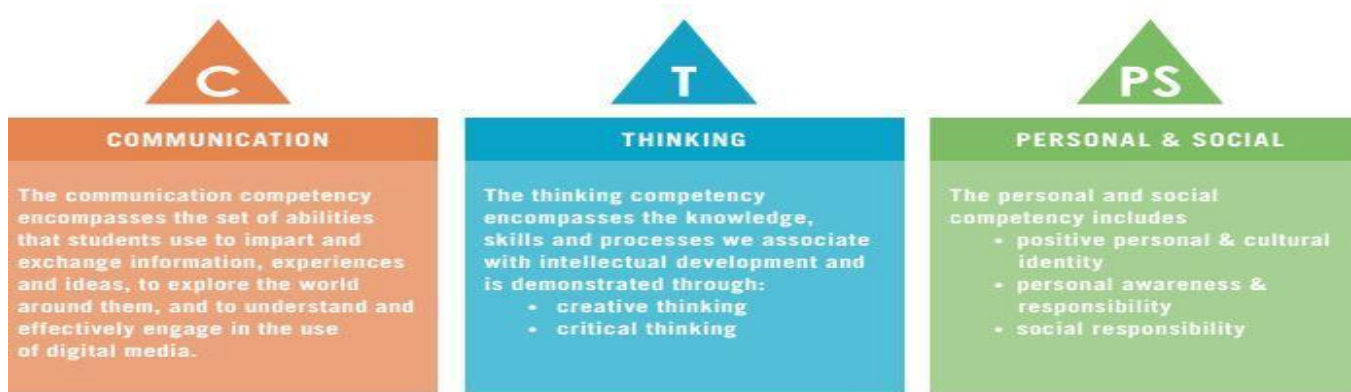 C
COMMUNICATION
The communication competency
encompasses the set of abilities
that students use to impart and
exchange information, experiences
and ideas, to explore the world
around them, and to understand and
effectively engage in the use
of digital media.
T
THINKING
The thinking competency
encompasses the knowledge,
skills and processes we associate
with intellectual development and
is demonstrated through:
• creative thinking
• critical thinking
PS
PERSONAL & SOCIAL
The personal and social
competency includes
• positive personal & cultural
identity
• personal awareness &
responsibility
• social responsibility